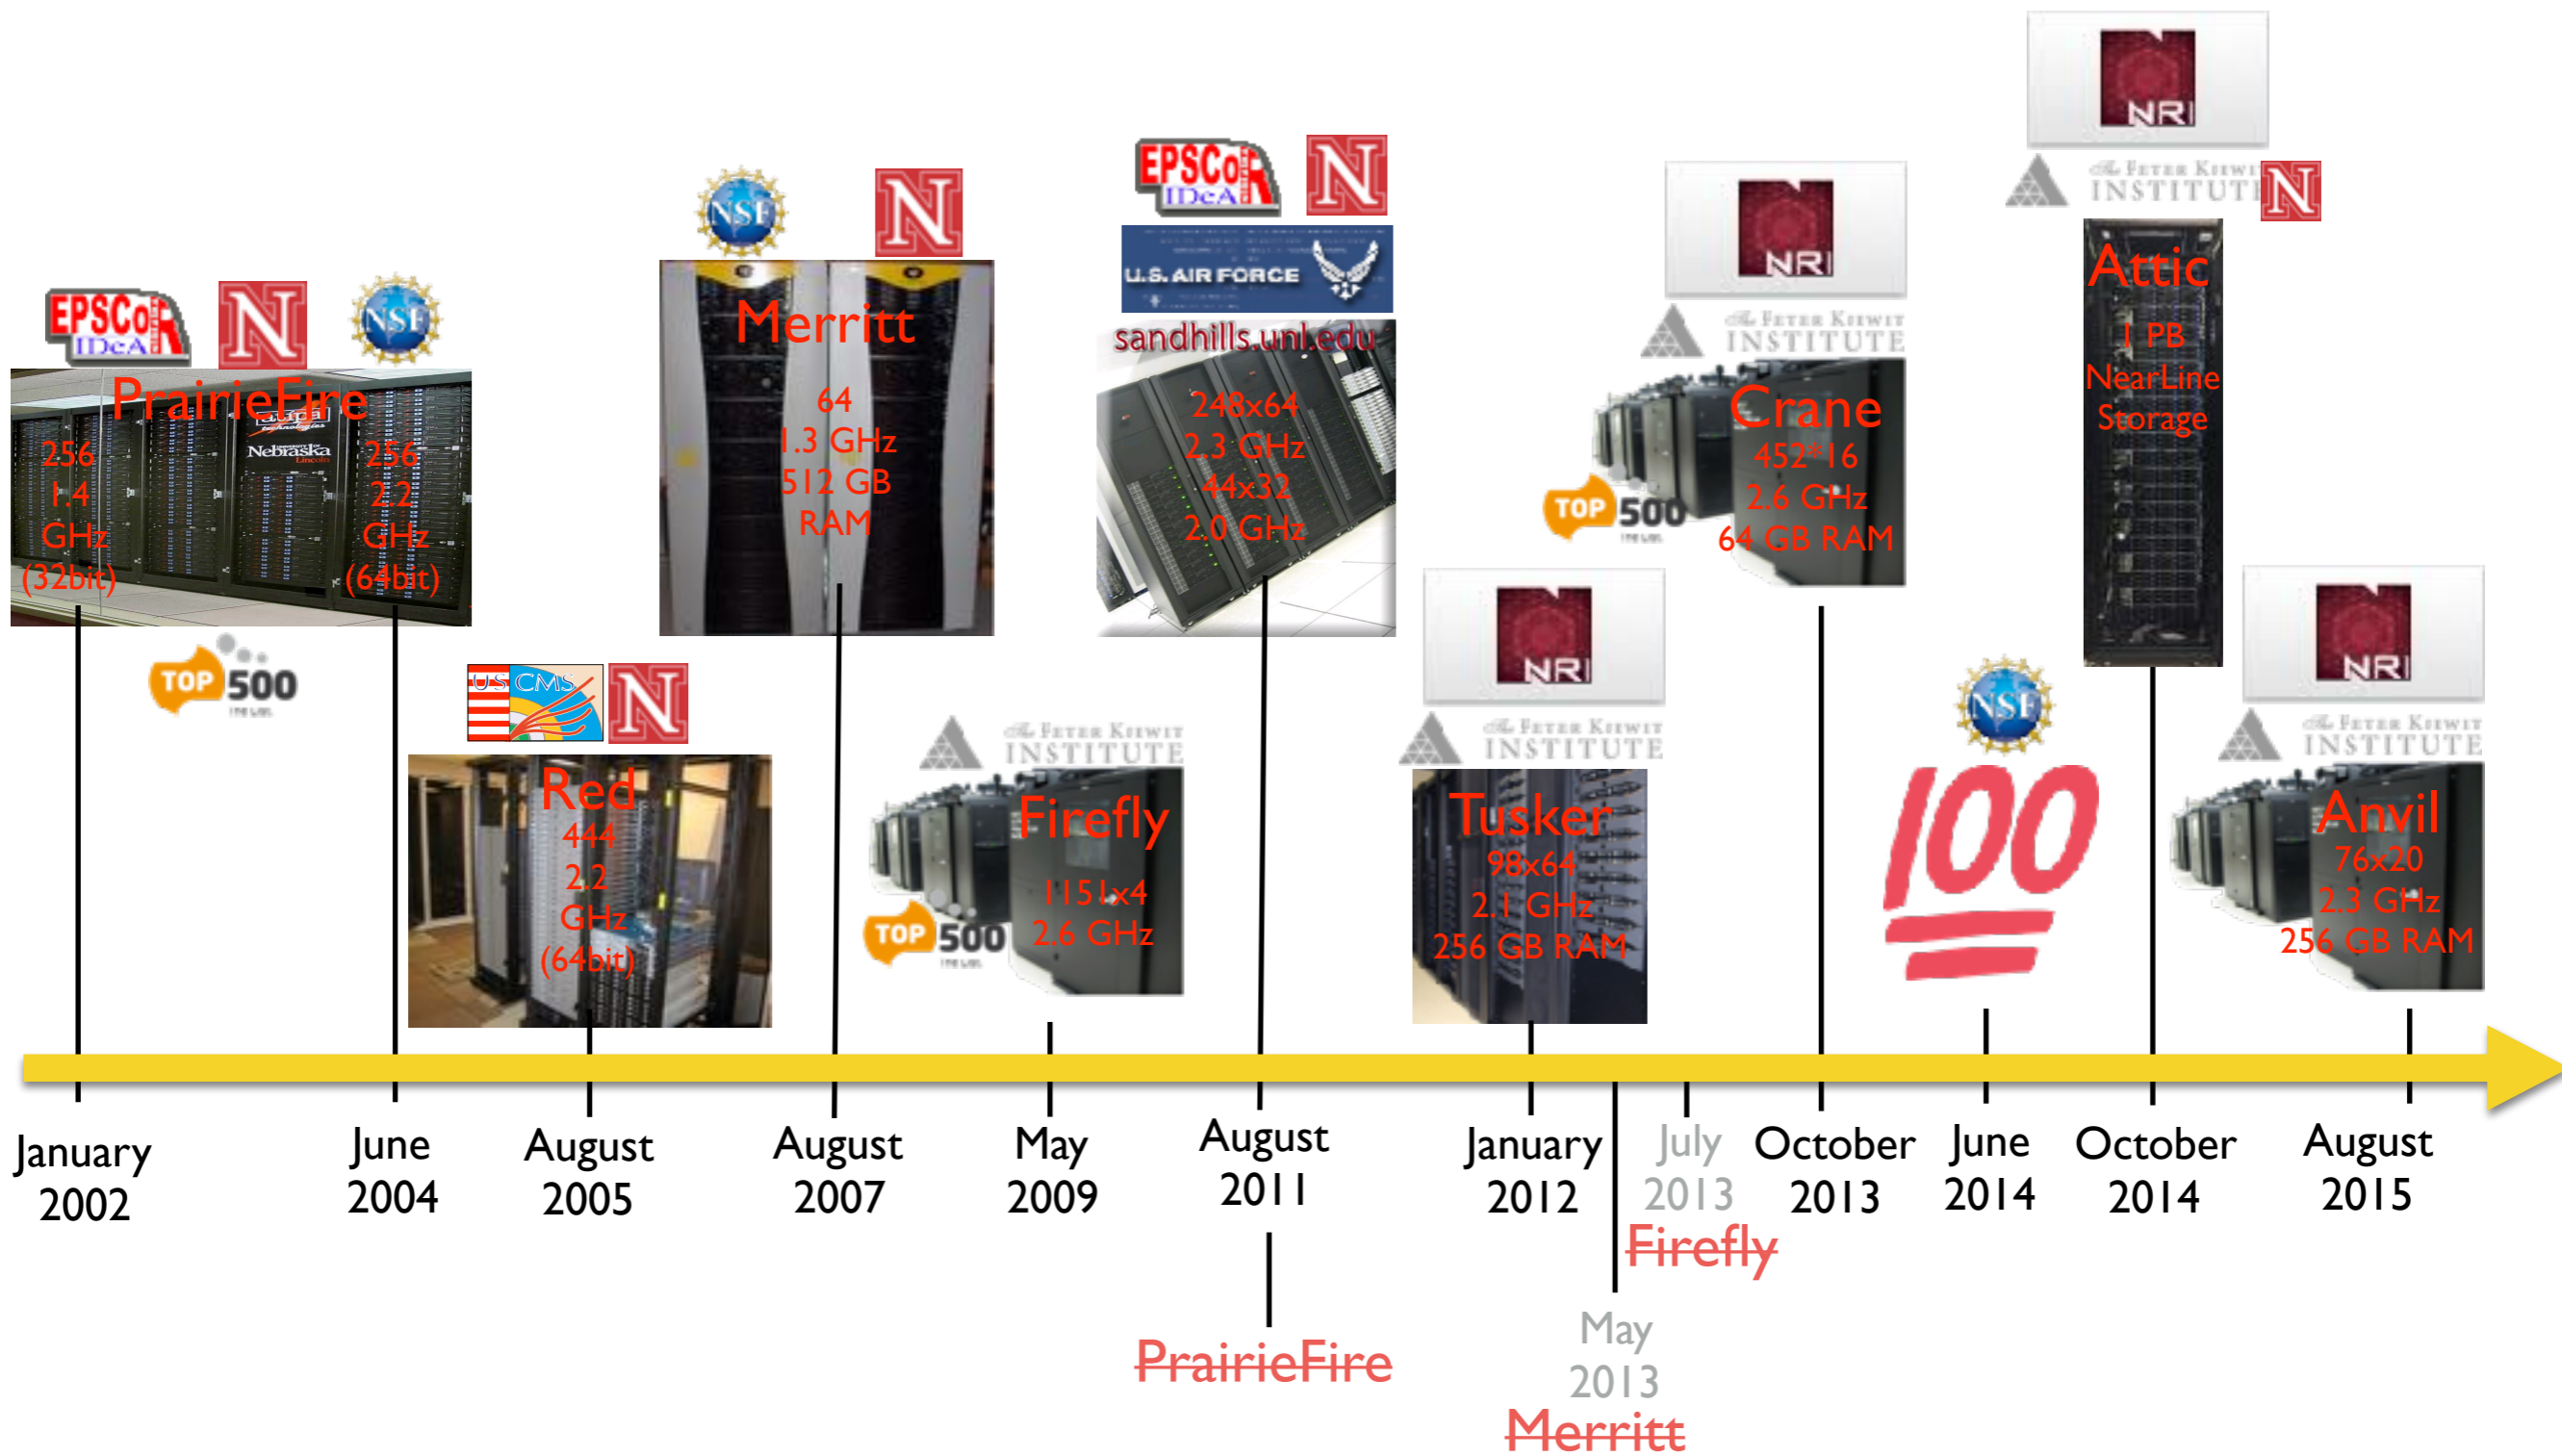 EPSCoR
IDeA
N
NSF
PrairieFire
256
1.4
GHz
(32bit)
Nebraska
Lincoln
256
2.2
GHz
(64bit)
TOP 500
US CMS
N
Red
444
2.2
GHz
(64bit)
NSF
N
Merritt
64
1.3 GHz
512 GB
RAM
The Peter Kiewit
INSTITUTE
Firefly
1151x4
2.6 GHz
TOP 500
EPSCoR
IDeA
N
U.S. AIR FORCE
sandhills.unl.edu
248x64
2.3 GHz
44x32
2.0 GHz
NRI
The Peter Kiewit
INSTITUTE
Tusker
98x64
2.1 GHz
256 GB RAM
NRI
The Peter Kiewit
INSTITUTE
Crane
452*16
2.6 GHz
64 GB RAM
TOP 500
NSF
100
NRI
The Peter Kiewit
INSTITUTE
N
Attic
1 PB
NearLine
Storage
NRI
The Peter Kiewit
INSTITUTE
Anvil
76x20
2.3 GHz
256 GB RAM
January
2002
June
2004
August
2005
August
2007
May
2009
August
2011
PrairieFire
January
2012
May
2013
Merritt
July
2013
Firefly
October
2013
June
2014
October
2014
August
2015